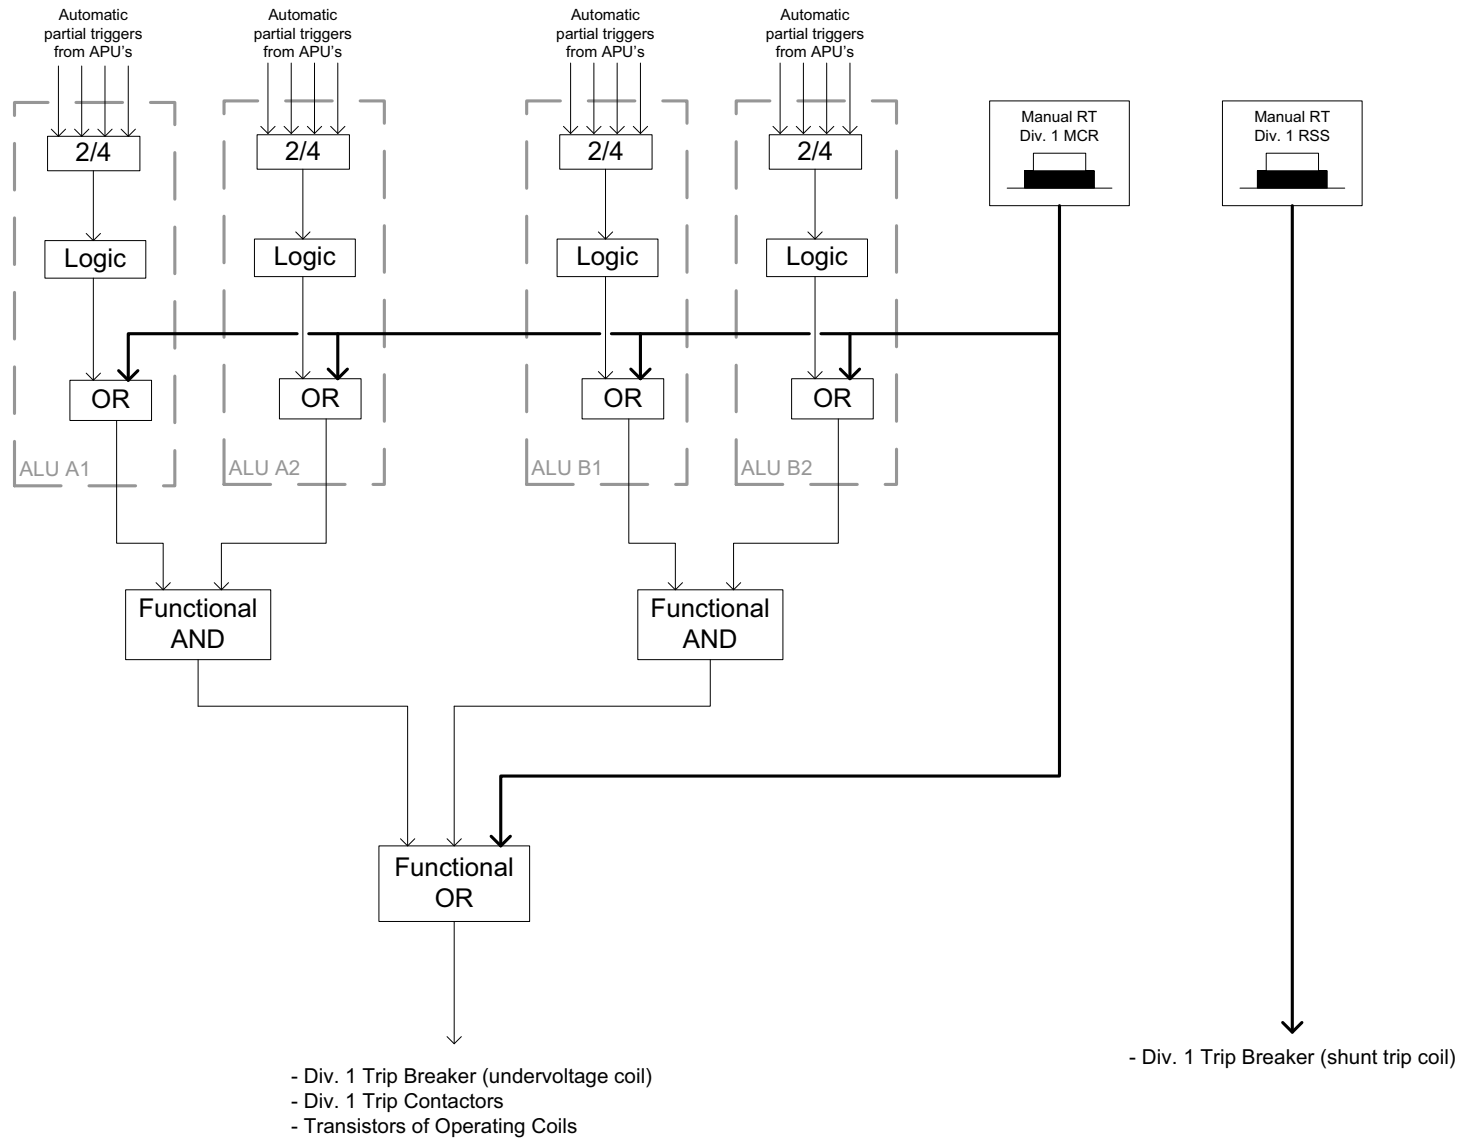 Automatic
partial triggers
from APU's
Automatic
partial triggers
from APU's
Automatic
partial triggers
from APU's
Automatic
partial triggers
from APU's
Manual RT
Div. 1 MCR
Manual RT
Div. 1 RSS
2/4
2/4
2/4
2/4
Logic
Logic
Logic
Logic
OR
OR
OR
OR
ALU A1
ALU A2
ALU B1
ALU B2
Functional
AND
Functional
AND
Functional
OR
- Div. 1 Trip Breaker (undervoltage coil)
- Div. 1 Trip Contactors
- Transistors of Operating Coils
- Div. 1 Trip Breaker (shunt trip coil)